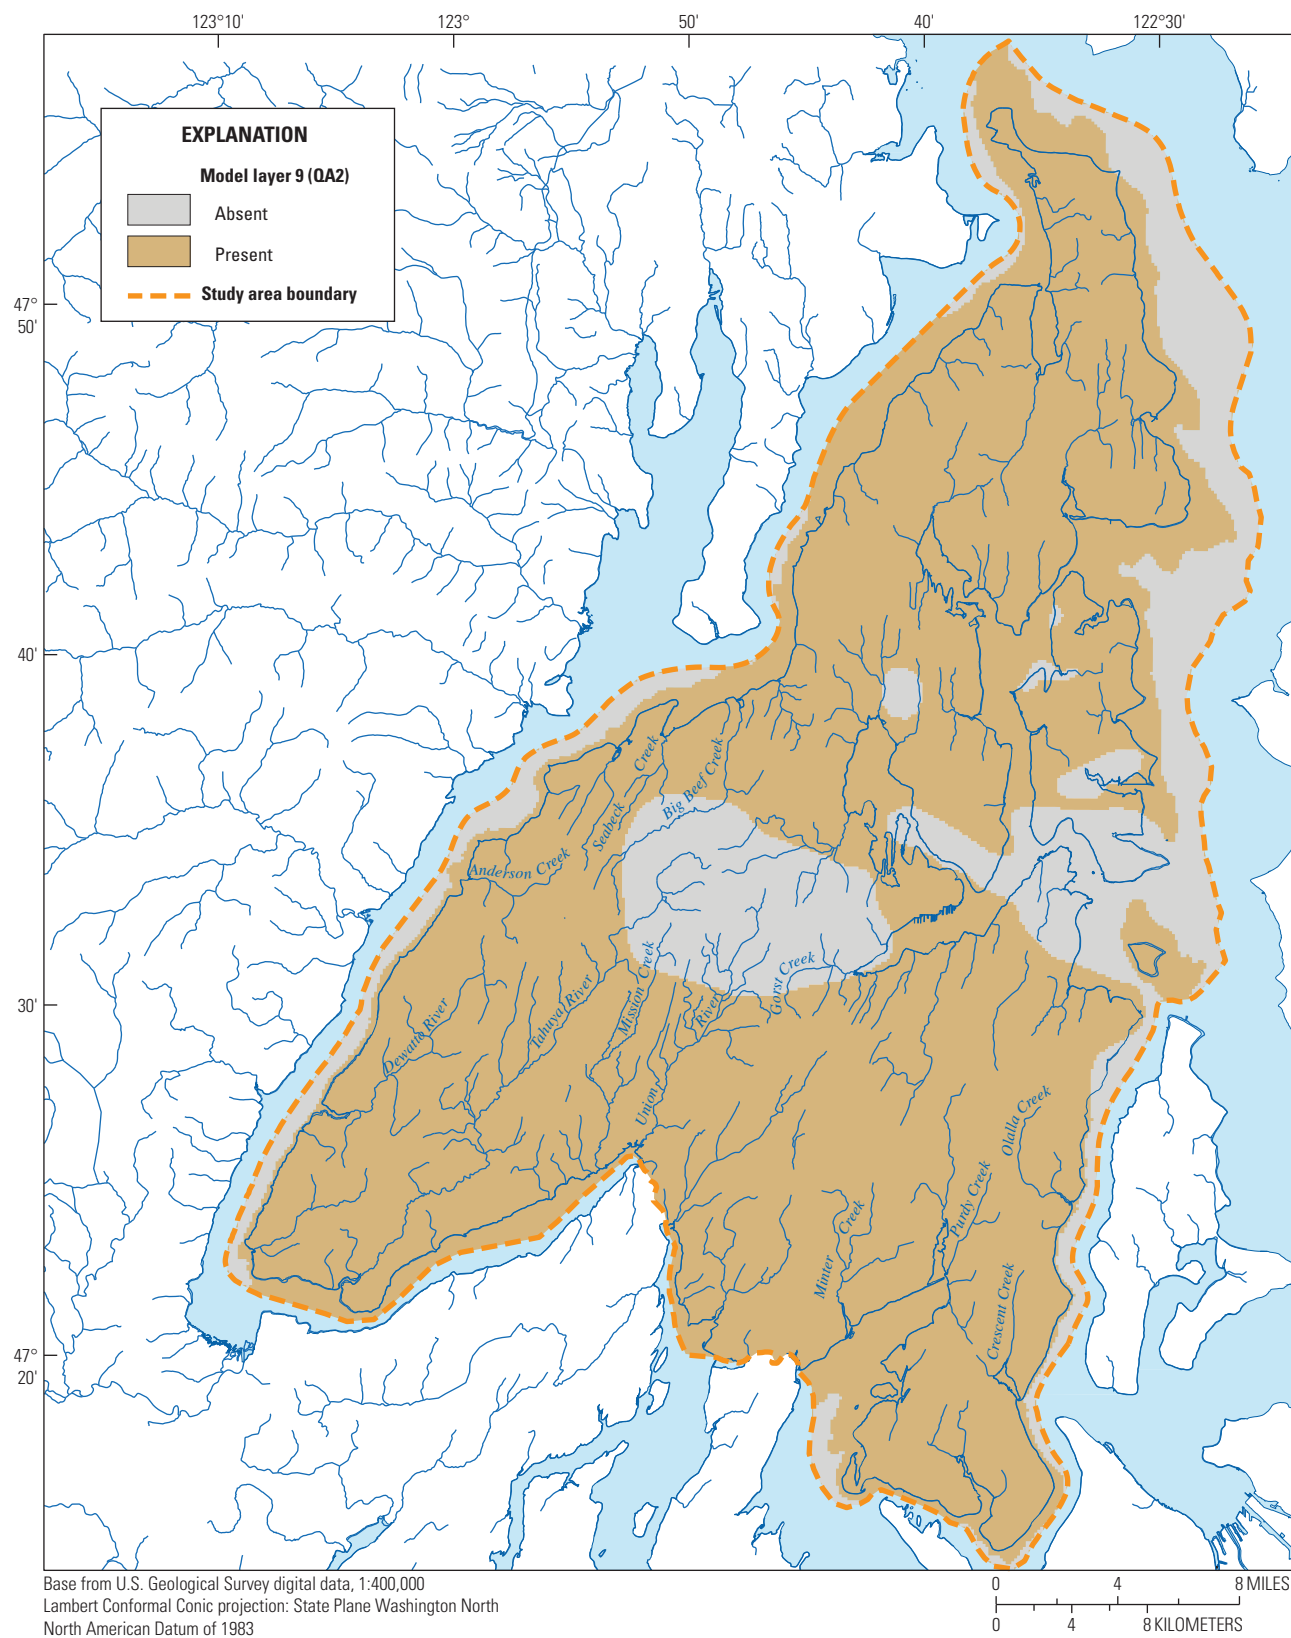 123°10'
123°
50'
40'
122°30'
EXPLANATION
Model layer 9 (QA2)
Absent
Present
Study area boundary
47°
50'
40'
30'
47°
20'
Seabeck Creek
Big Beef Creek
Anderson Creek
Dewatto River
Tahuya River
Mission Creek
Union River
Gorst Creek
Olalla Creek
Purdy Creek
Minter Creek
Crescent Creek
Base from U.S. Geological Survey digital data, 1:400,000
Lambert Conformal Conic projection: State Plane Washington North
North American Datum of 1983
0 4 8 MILES
0 4 8 KILOMETERS